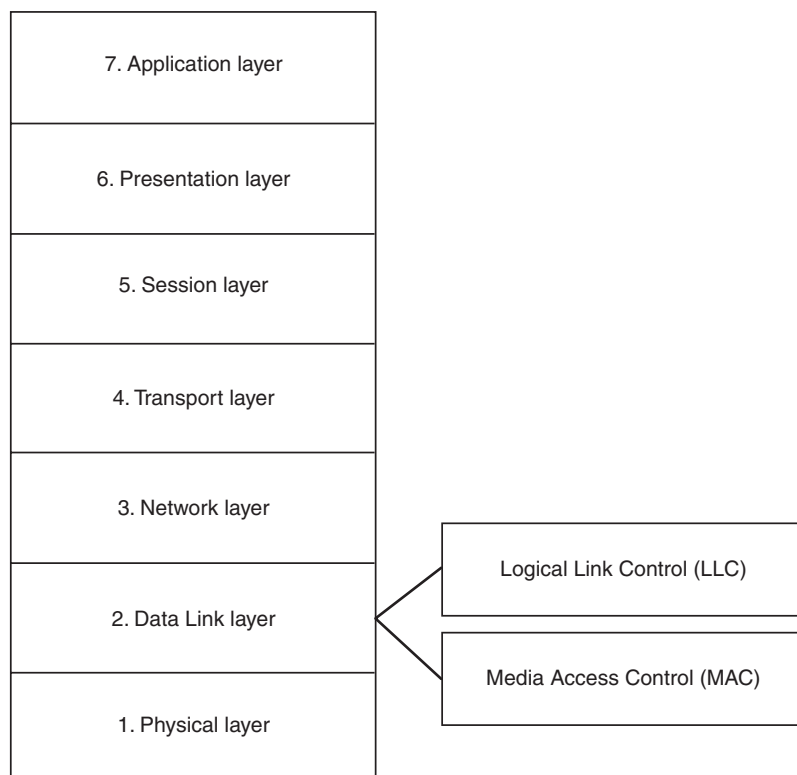 7. Application layer
6. Presentation layer
5. Session layer
4. Transport layer
3. Network layer
Logical Link Control (LLC)
2. Data Link layer
Media Access Control (MAC)
1. Physical layer